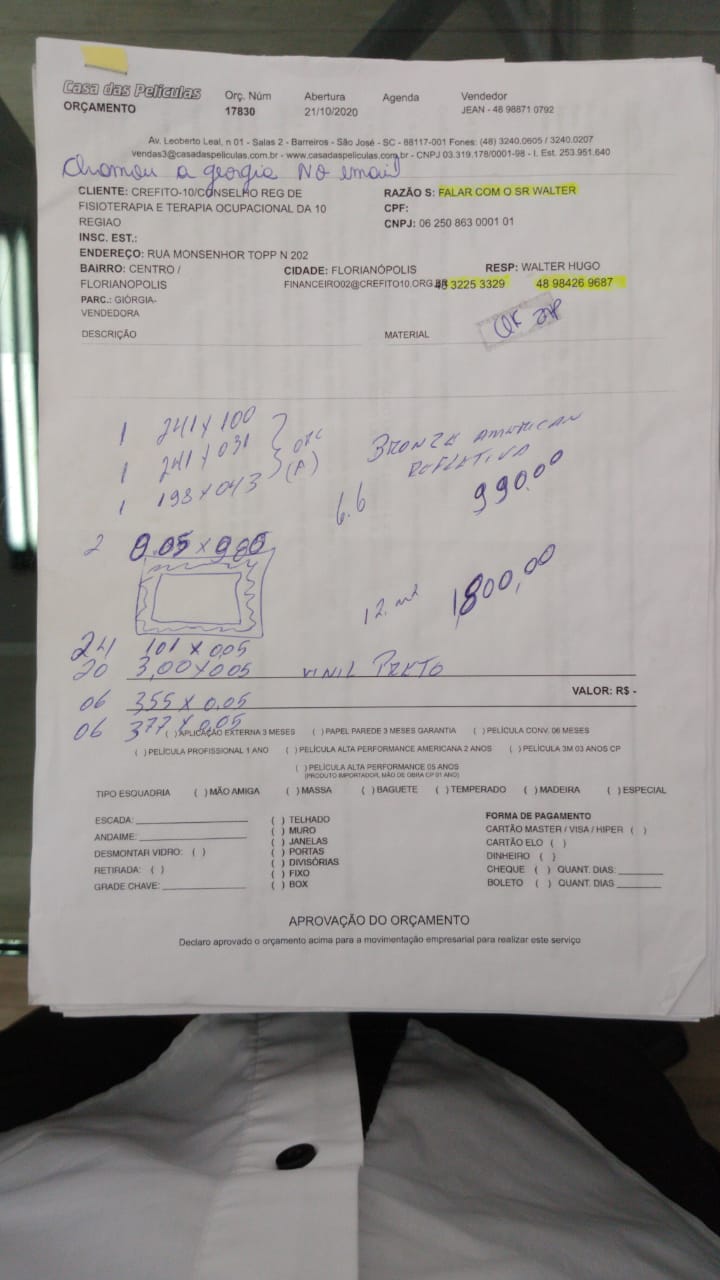 Casa das Películas
ORÇAMENTO
Orç. Núm
17830
Abertura
21/10/2020
Agenda
Vendedor
JEAN - 48 98871 0792
Av. Leoberto Leal, n 01 - Salas 2 - Barreiros - São José - SC - 88117-001 Fones: (48) 3240.0605 / 3240.0207
vendas3@casadaspeliculas.com.br - www.casadaspeliculas.com.br - CNPJ 03.319.178/0001-98 - I. Est. 253.951.640
Chamou a georgia No email
CLIENTE: CREFITO-10/CONSELHO REG DE
FISIOTERAPIA E TERAPIA OCUPACIONAL DA 10
REGIAO
RAZÃO S: FALAR COM O SR WALTER
CPF:
CNPJ: 06 250 863 0001 01
INSC. EST.:
ENDEREÇO: RUA MONSENHOR TOPP N 202
BAIRRO: CENTRO /
FLORIANOPOLIS
CIDADE: FLORIANÓPOLIS
RESP: WALTER HUGO
FINANCEIRO02@CREFITO10.ORG.BR
48 3225 3329
48 98426 9687
PARC.: GIÓRGIA-
VENDEDORA
DESCRIÇÃO
MATERIAL
1 241 x 100
1 241 x 031
1 198 x 043
(A)
BRONZE AMERICAN
REFLETIVA
6.6
990,00
2 0.05 x 980
12. m²
1800,00
24 101 x 0,05
20 3,00 x 0,05 VINIL PRETO
VALOR: R$ -
06 355 x 0,05
06 377 x 0,05
( ) APLICAÇÃO EXTERNA 3 MESES ( ) PAPEL PAREDE 3 MESES GARANTIA ( ) PELÍCULA CONV. 06 MESES
( ) PELÍCULA PROFISSIONAL 1 ANO ( ) PELÍCULA ALTA PERFORMANCE AMERICANA 2 ANOS ( ) PELÍCULA 3M 03 ANOS CP
( ) PELÍCULA ALTA PERFORMANCE 05 ANOS
(PRODUTO IMPORTADOR, MÃO DE OBRA CP 01 ANO)
TIPO ESQUADRIA ( ) MÃO AMIGA ( ) MASSA ( ) BAGUETE ( ) TEMPERADO ( ) MADEIRA ( ) ESPECIAL
ESCADA:
ANDAIME:
DESMONTAR VIDRO: ( )
RETIRADA: ( )
GRADE CHAVE:
( ) TELHADO
( ) MURO
( ) JANELAS
( ) PORTAS
( ) DIVISÓRIAS
( ) FIXO
( ) BOX
FORMA DE PAGAMENTO
CARTÃO MASTER / VISA / HIPER ( )
CARTÃO ELO ( )
DINHEIRO ( )
CHEQUE ( ) QUANT. DIAS:
BOLETO ( ) QUANT. DIAS
APROVAÇÃO DO ORÇAMENTO
Declaro aprovado o orçamento acima para a movimentação empresarial para realizar este serviço